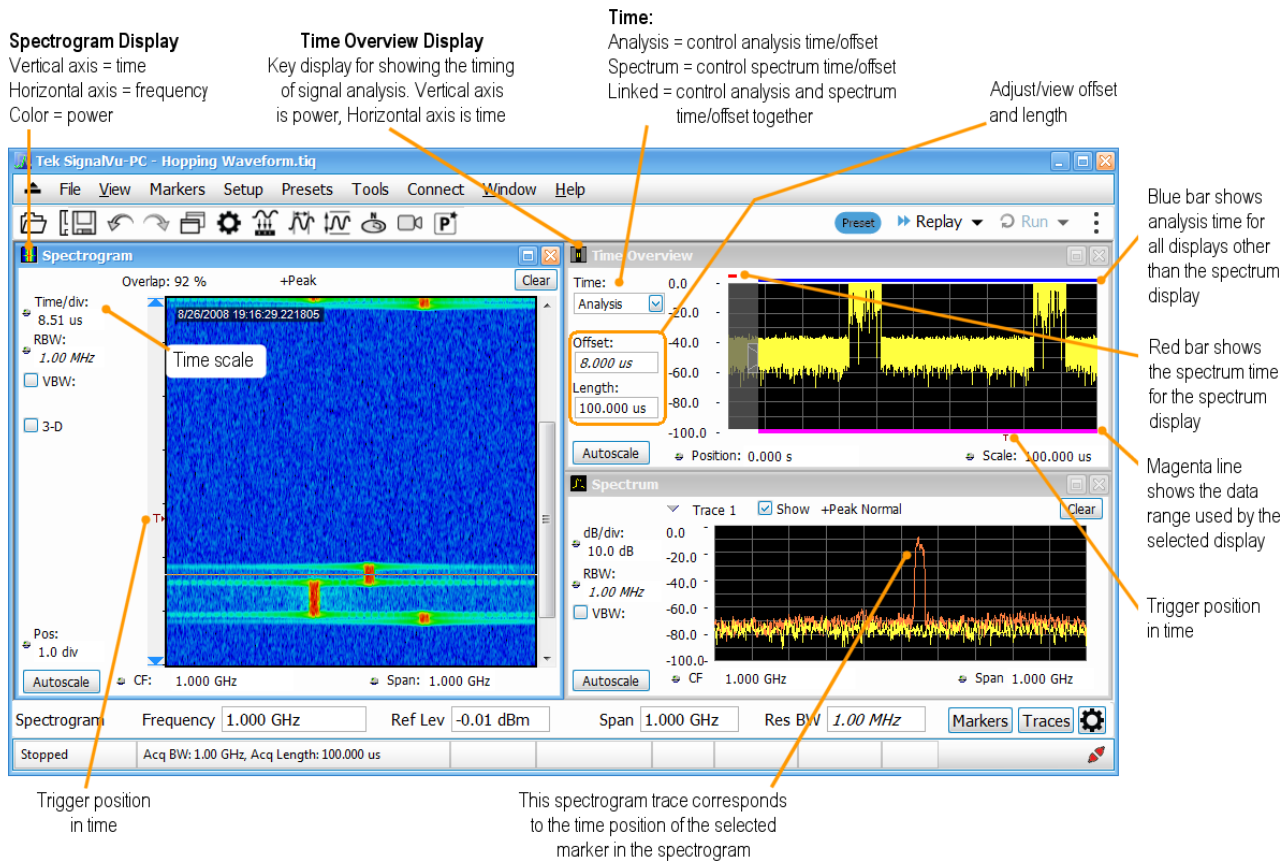 Spectrogram Display
Vertical axis = time
Horizontal axis = frequency
Color = power
Time Overview Display
Key display for showing the timing
of signal analysis. Vertical axis
is power, Horizontal axis is time
Time:
Analysis = control analysis time/offset
Spectrum = control spectrum time/offset
Linked = control analysis and spectrum
time/offset together
Adjust/view offset
and length
Tek SignalVu-PC - Hopping Waveform.tiq
File View Markers Setup Presets Tools Connect Window Help
Preset Replay Run
Spectrogram
Overlap: 92 % +Peak Clear
Time/div:
8.51 us
RBW:
1.00 MHz
VBW:
3-D
8/26/2008 19:16:29.221805
Time scale
T
Pos:
1.0 div
Autoscale CF: 1.000 GHz Span: 1.000 GHz
Time Overview
Time:
Analysis
Offset:
8.000 us
Length:
100.000 us
0.0
-20.0
-40.0
-60.0
-80.0
-100.0
T
Autoscale Position: 0.000 s Scale: 100.000 us
Spectrum
Trace 1 Show +Peak Normal Clear
dB/div:
10.0 dB
RBW:
1.00 MHz
VBW:
0.0
-20.0
-40.0
-60.0
-80.0
-100.0
Autoscale CF 1.000 GHz Span 1.000 GHz
Spectrogram Frequency 1.000 GHz Ref Lev -0.01 dBm Span 1.000 GHz Res BW 1.00 MHz Markers Traces
Stopped Acq BW: 1.00 GHz, Acq Length: 100.000 us
Blue bar shows
analysis time for
all displays other
than the spectrum
display
Red bar shows
the spectrum time
for the spectrum
display
Magenta line
shows the data
range used by the
selected display
Trigger position
in time
Trigger position
in time
This spectrogram trace corresponds
to the time position of the selected
marker in the spectrogram